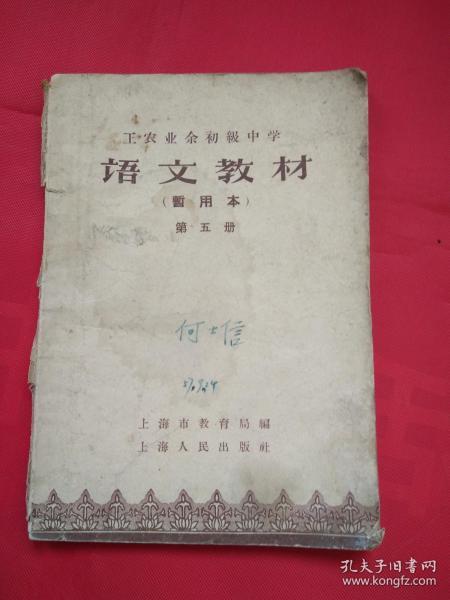 工农业余初級中学
语文教材
(暫用本)
第五册
何士信
上海市教育局編
上海人民出版社
孔夫子旧书网
www.kongfz.com